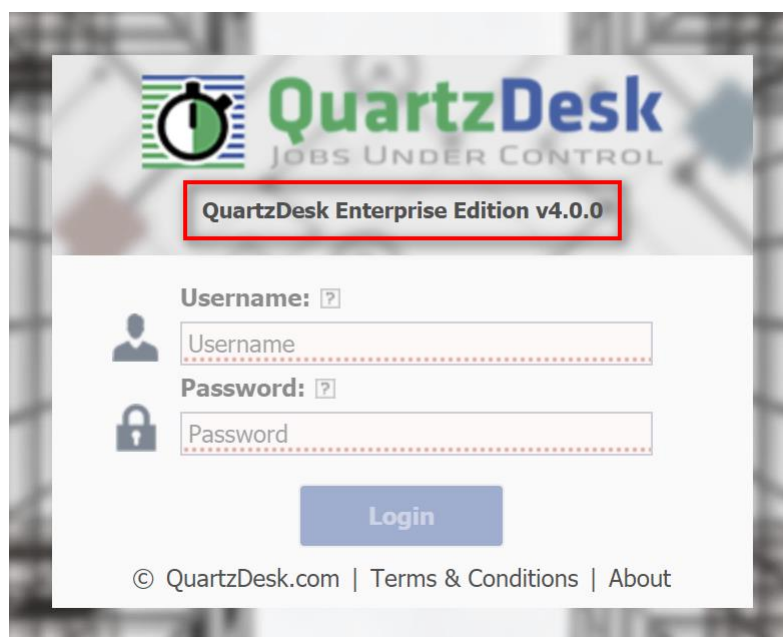 QuartzDesk
JOBS UNDER CONTROL
QuartzDesk Enterprise Edition v4.0.0
Username: ?
Username
Password: ?
Password
Login
© QuartzDesk.com | Terms & Conditions | About